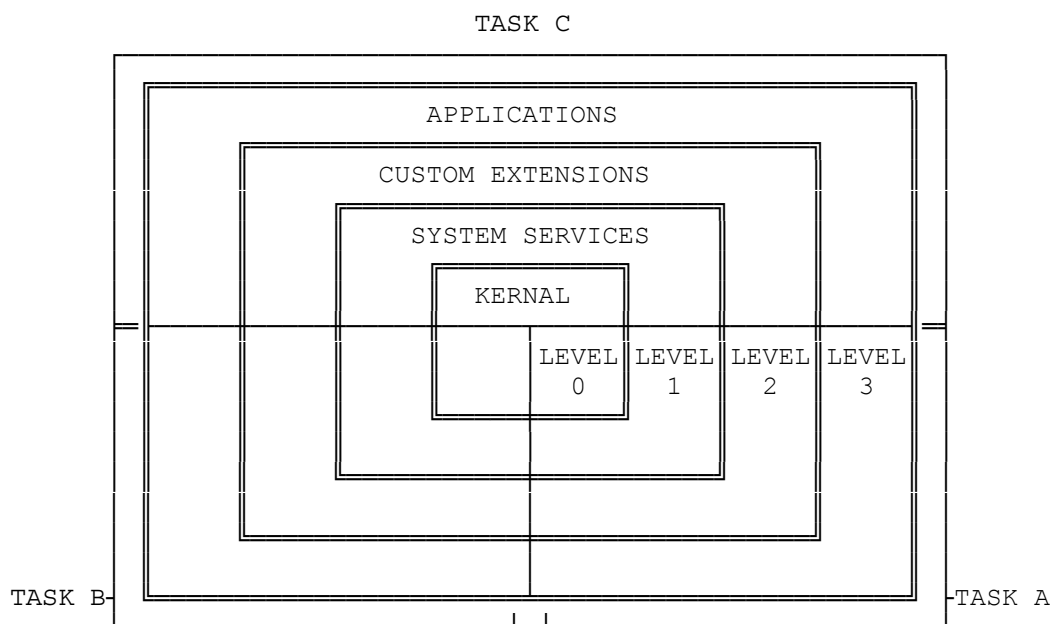 TASK C
APPLICATIONS
CUSTOM EXTENSIONS
SYSTEM SERVICES
KERNAL
LEVEL LEVEL LEVEL LEVEL
0 1 2 3
TASK B TASK A